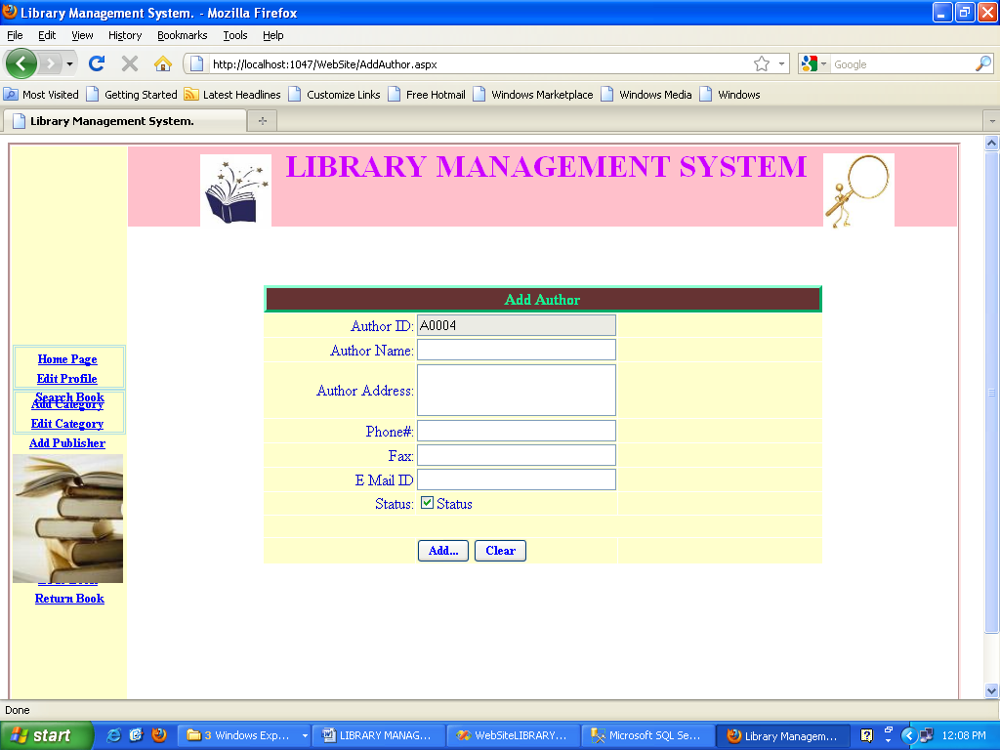 Library Management System. - Mozilla Firefox
File Edit View History Bookmarks Tools Help
http://localhost:1047/WebSite/AddAuthor.aspx
Google
Most Visited Getting Started Latest Headlines Customize Links Free Hotmail Windows Marketplace Windows Media Windows
Library Management System.
LIBRARY MANAGEMENT SYSTEM
Home Page
Edit Profile
Search Book
Add Category
Edit Category
Add Publisher
Return Book
Add Author
Author ID: A0004
Author Name:
Author Address:
Phone#:
Fax:
E Mail ID
Status: Status
Add... Clear
Done
start 3 Windows Exp... LIBRARY MANAG... WebSiteLIBRARY... Microsoft SQL Se... Library Managem... 12:08 PM